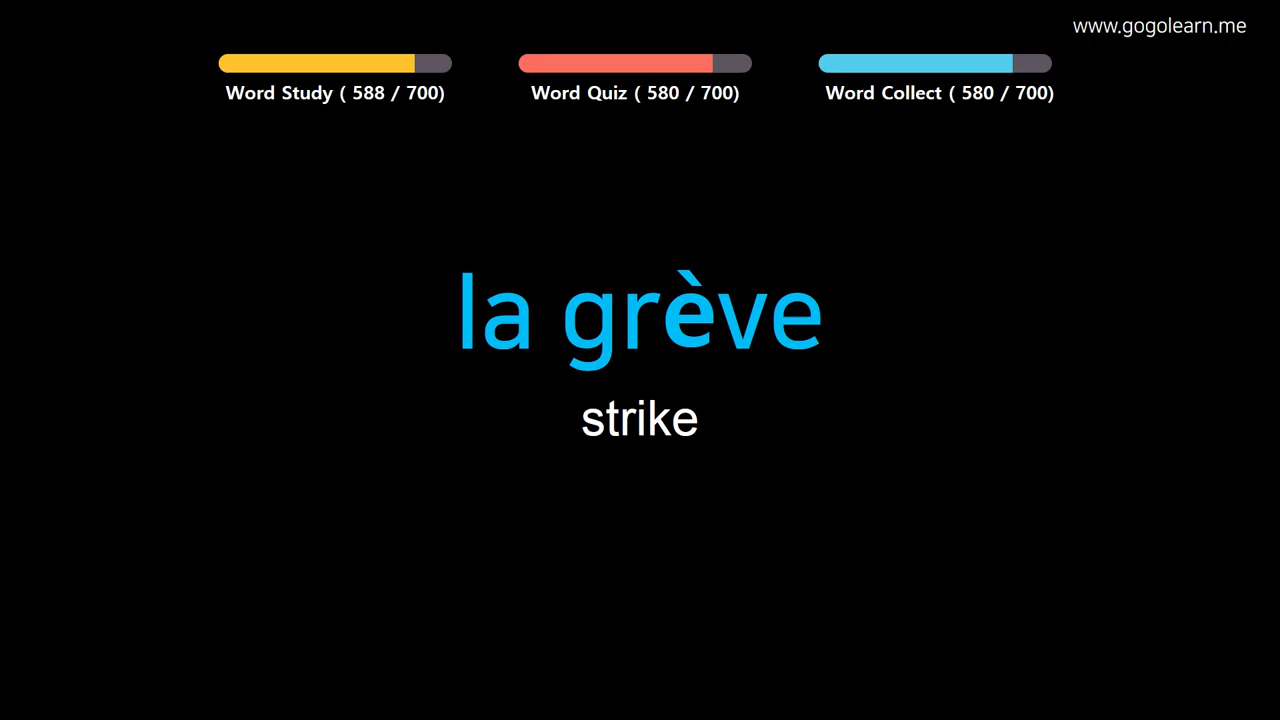 www.gogolearn.me
Word Study ( 588 / 700)
Word Quiz ( 580 / 700)
Word Collect ( 580 / 700)
la grève
strike